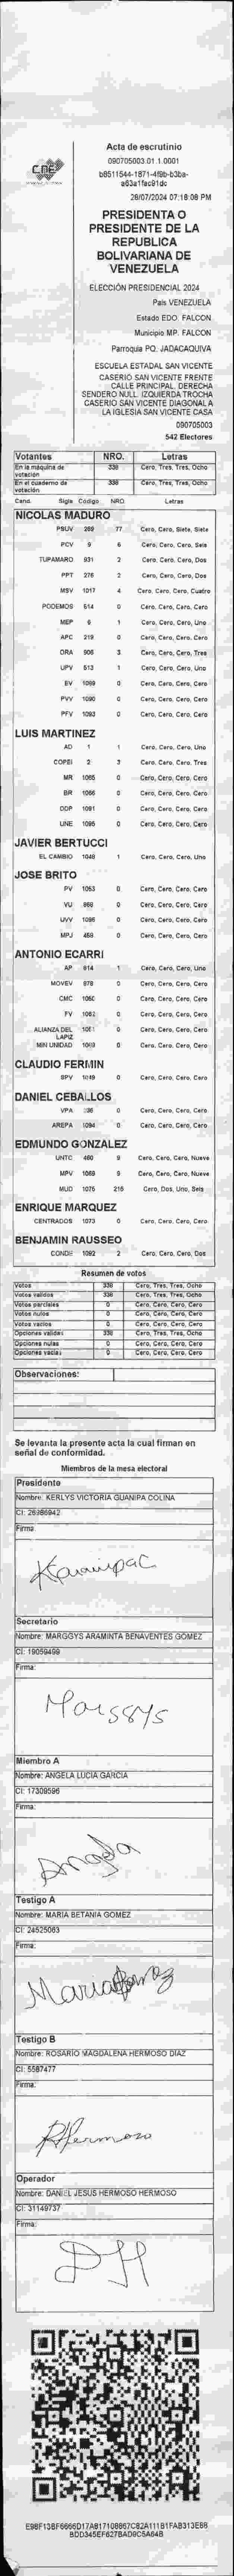 CNE
Acta de escrutinio
090705003.01.1.0001
b8511544-1871-4f9b-b3ba-
a63a1fac91dc
28/07/2024 07:18:08 PM
PRESIDENTA O
PRESIDENTE DE LA
REPUBLICA
BOLIVARIANA DE
VENEZUELA
ELECCIÓN PRESIDENCIAL 2024
País VENEZUELA
Estado EDO. FALCON
Municipio MP. FALCON
Parroquia PQ. JADACAQUIVA
ESCUELA ESTADAL SAN VICENTE
CASERIO SAN VICENTE FRENTE
CALLE PRINCIPAL. DERECHA
SENDERO NULL. IZQUIERDA TROCHA
CASERIO SAN VICENTE DIAGONAL A
LA IGLESIA SAN VICENTE CASA
090705003
542 Electores
Votantes NRO. Letras
En la máquina de votación 338 Cero, Tres, Tres, Ocho
En el cuaderno de votación 338 Cero, Tres, Tres, Ocho
Cand. Sigla Código NRO. Letras
NICOLAS MADURO
PSUV 269 77 Cero, Cero, Siete, Siete
PCV 9 6 Cero, Cero, Cero, Seis
TUPAMARO 931 2 Cero, Cero, Cero, Dos
PPT 276 2 Cero, Cero, Cero, Dos
MSV 1017 4 Cero, Cero, Cero, Cuatro
PODEMOS 514 0 Cero, Cero, Cero, Cero
MEP 6 1 Cero, Cero, Cero, Uno
APC 219 0 Cero, Cero, Cero, Cero
ORA 906 3 Cero, Cero, Cero, Tres
UPV 513 1 Cero, Cero, Cero, Uno
EV 1089 0 Cero, Cero, Cero, Cero
PVV 1090 0 Cero, Cero, Cero, Cero
PFV 1093 0 Cero, Cero, Cero, Cero
LUIS MARTINEZ
AD 1 1 Cero, Cero, Cero, Uno
COPEI 2 3 Cero, Cero, Cero, Tres
MR 1065 0 Cero, Cero, Cero, Cero
BR 1066 0 Cero, Cero, Cero, Cero
DDP 1091 0 Cero, Cero, Cero, Cero
UNE 1095 0 Cero, Cero, Cero, Cero
JAVIER BERTUCCI
EL CAMBIO 1048 1 Cero, Cero, Cero, Uno
JOSE BRITO
PV 1053 0 Cero, Cero, Cero, Cero
VU 868 0 Cero, Cero, Cero, Cero
UVV 1096 0 Cero, Cero, Cero, Cero
MPJ 458 0 Cero, Cero, Cero, Cero
ANTONIO ECARRI
AP 814 1 Cero, Cero, Cero, Uno
MOVEV 878 0 Cero, Cero, Cero, Cero
CMC 1060 0 Cero, Cero, Cero, Cero
FV 1082 0 Cero, Cero, Cero, Cero
ALIANZA DEL LAPIZ 1081 0 Cero, Cero, Cero, Cero
MIN UNIDAD 0 Cero, Cero, Cero, Cero
CLAUDIO FERMIN
SPV 1049 0 Cero, Cero, Cero, Cero
DANIEL CEBALLOS
VPA 0 Cero, Cero, Cero, Cero
AREPA 1094 0 Cero, Cero, Cero, Cero
EDMUNDO GONZALEZ
UNTC 480 9 Cero, Cero, Cero, Nueve
MPV 1069 9 Cero, Cero, Cero, Nueve
MUD 1075 216 Cero, Dos, Uno, Seis
ENRIQUE MARQUEZ
CENTRADOS 1073 0 Cero, Cero, Cero, Cero
BENJAMIN RAUSSEO
CONDE 1092 2 Cero, Cero, Cero, Dos
Resumen de votos
Votos 338 Cero, Tres, Tres, Ocho
Votos validos 338 Cero, Tres, Tres, Ocho
Votos parciales 0 Cero, Cero, Cero, Cero
Votos nulos 0 Cero, Cero, Cero, Cero
Votos vacios 0 Cero, Cero, Cero, Cero
Opciones validas 338 Cero, Tres, Tres, Ocho
Opciones nulas 0 Cero, Cero, Cero, Cero
Opciones vacías 0 Cero, Cero, Cero, Cero
Observaciones:
Se levanta la presente acta la cual firman en
señal de conformidad.
Miembros de la mesa electoral
Presidente
Nombre: KERLYS VICTORIA GUANIPA COLINA
CI: 26986942
Firma
Secretario
Nombre: MARGGYS ARAMINTA BENAVENTES GOMEZ
CI: 19059499
Firma:
Marggys
Miembro A
Nombre: ANGELA LUCIA GARCIA
CI: 17309596
Firma:
Angela
Testigo A
Nombre: MARIA BETANIA GOMEZ
CI: 24525063
Firma:
Testigo B
Nombre: ROSARIO MAGDALENA HERMOSO DIAZ
CI: 5587477
Firma:
RHermoso
Operador
Nombre: DANIEL JESUS HERMOSO HERMOSO
CI: 31149737
Firma:
DH
E98F13BF6666D17A817108867C82A11181FAB313E88
BDD345EF627BAD9C5A64B